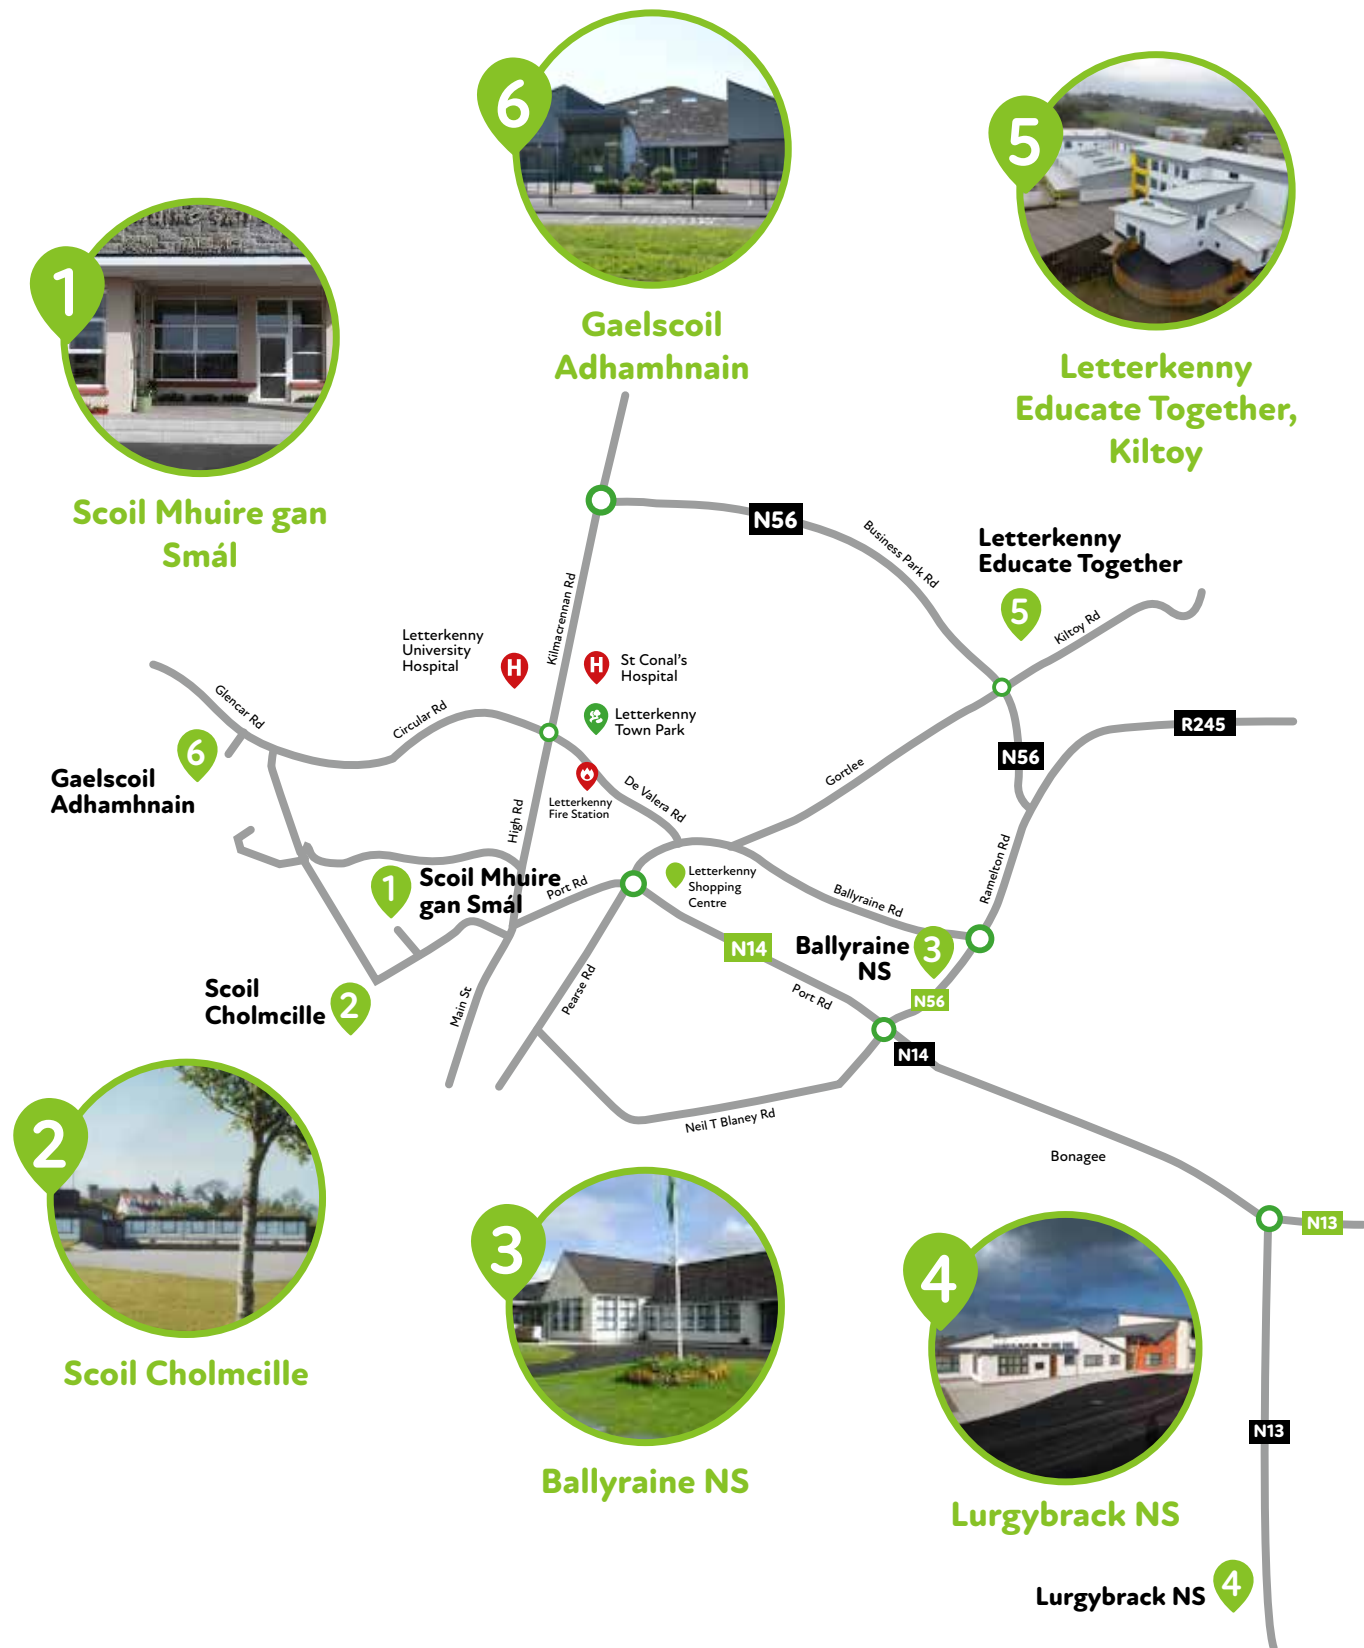 6
5
1
Gaelscoil
Adhamhnain
Letterkenny
Educate Together,
Kiltoy
Scoil Mhuire gan
Smál
N56
Business Park Rd
Letterkenny
Educate Together
5
Kiltoy Rd
Kilmacrennan Rd
Letterkenny
University
Hospital
H
H
St Conal's
Hospital
Letterkenny
Town Park
Glencar Rd
Circular Rd
6
Gaelscoil
Adhamhnain
R245
N56
Gortlee
De Valera Rd
Letterkenny
Fire Station
High Rd
Ramelton Rd
1
Scoil Mhuire
gan Smál
Port Rd
Letterkenny
Shopping
Centre
Ballyraine Rd
N14
Ballyraine
NS
3
Scoil
Cholmcille
2
Main St
Pearse Rd
Port Rd
N56
N14
Neil T Blaney Rd
Bonagee
N13
2
3
4
Scoil Cholmcille
Ballyraine NS
N13
Lurgybrack NS
Lurgybrack NS
4